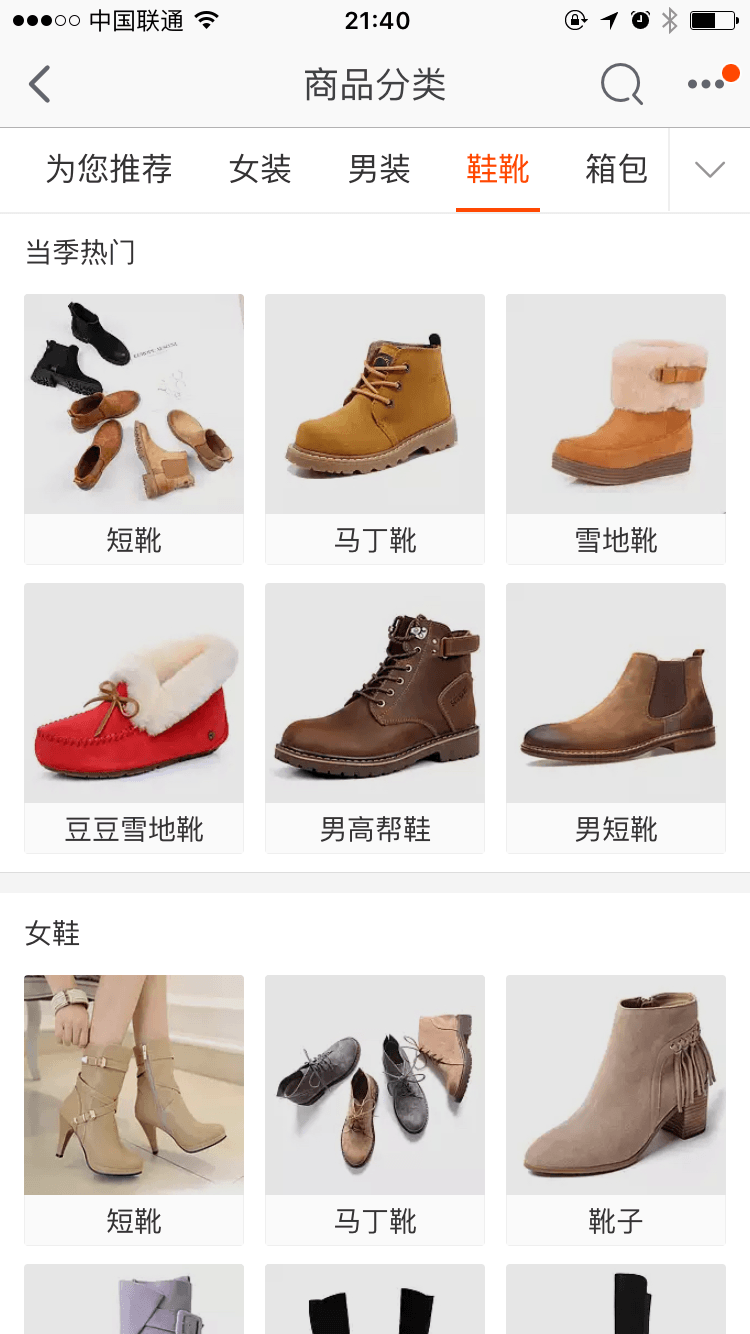 中国联通
21:40
商品分类
为您推荐 女装 男装 鞋靴 箱包
当季热门
短靴 马丁靴 雪地靴
豆豆雪地靴 男高帮鞋 男短靴
女鞋
短靴 马丁靴 靴子